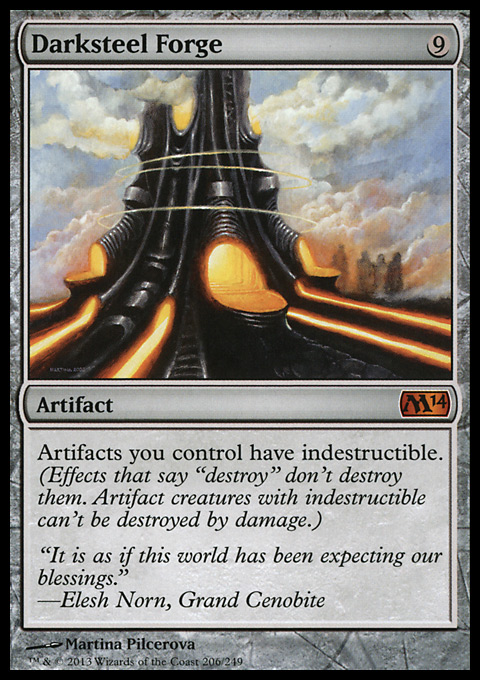 Darksteel Forge 9
Artifact M14
Artifacts you control have indestructible.
(Effects that say “destroy” don’t destroy
them. Artifact creatures with indestructible
can’t be destroyed by damage.)
“It is as if this world has been expecting our
blessings.”
—Elesh Norn, Grand Cenobite
Martina Pilcerova
™ & © 2013 Wizards of the Coast 206/249